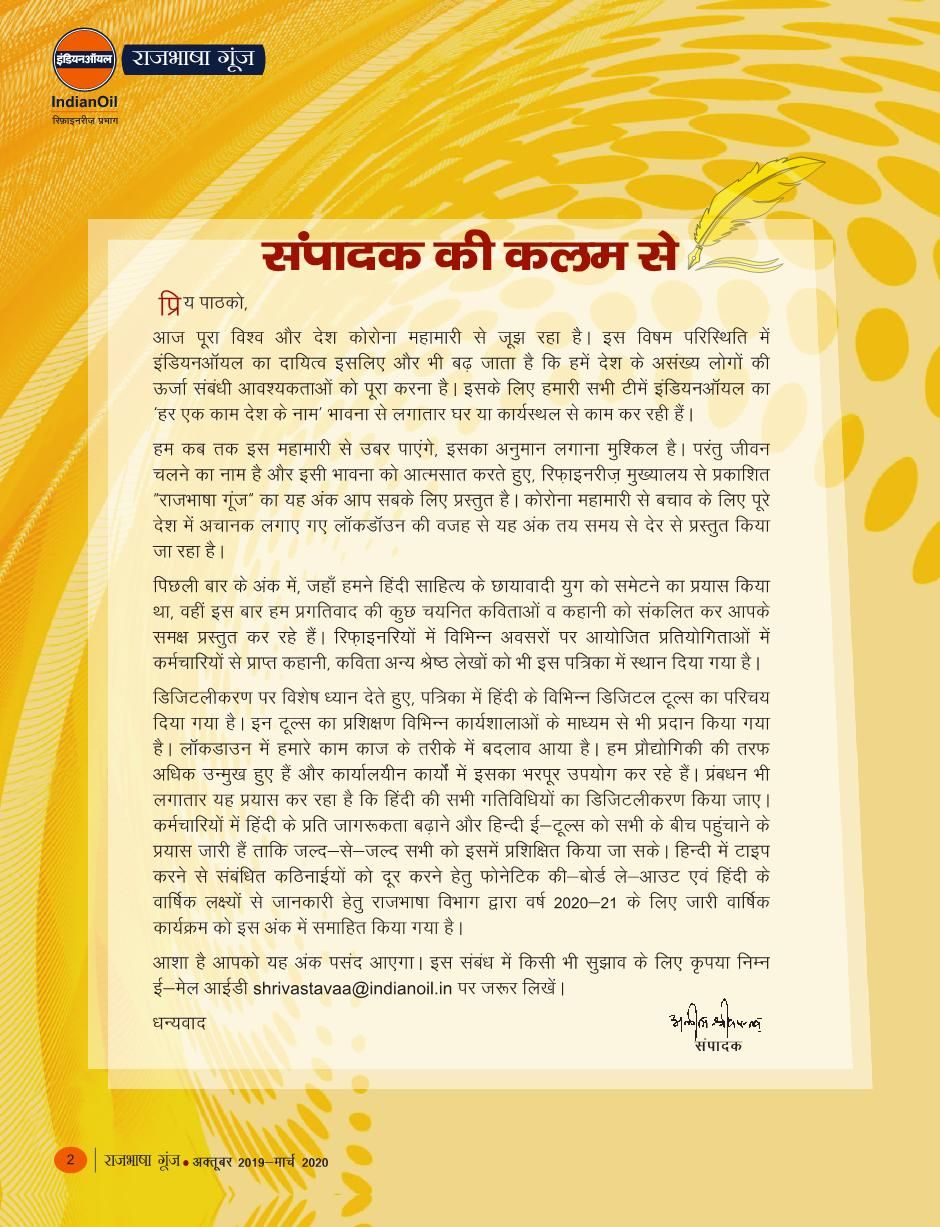 इंडियनऑयल
राजभाषा गूंज
IndianOil
रिफ़ाइनरीज़ प्रभाग
संपादक की कलम से
प्रिय पाठको,
आज पूरा विश्व और देश कोरोना महामारी से जूझ रहा है। इस विषम परिस्थिति में
इंडियनऑयल का दायित्व इसलिए और भी बढ़ जाता है कि हमें देश के असंख्य लोगों की
ऊर्जा संबंधी आवश्यकताओं को पूरा करना है। इसके लिए हमारी सभी टीमें इंडियनऑयल का
'हर एक काम देश के नाम' भावना से लगातार घर या कार्यस्थल से काम कर रही हैं।
हम कब तक इस महामारी से उबर पाएंगे, इसका अनुमान लगाना मुश्किल है। परंतु जीवन
चलने का नाम है और इसी भावना को आत्मसात करते हुए, रिफ़ाइनरीज़ मुख्यालय से प्रकाशित
"राजभाषा गूंज" का यह अंक आप सबके लिए प्रस्तुत है। कोरोना महामारी से बचाव के लिए पूरे
देश में अचानक लगाए गए लॉकडॉउन की वजह से यह अंक तय समय से देर से प्रस्तुत किया
जा रहा है।
पिछली बार के अंक में, जहाँ हमने हिंदी साहित्य के छायावादी युग को समेटने का प्रयास किया
था, वहीं इस बार हम प्रगतिवाद की कुछ चयनित कविताओं व कहानी को संकलित कर आपके
समक्ष प्रस्तुत कर रहे हैं। रिफ़ाइनरियों में विभिन्न अवसरों पर आयोजित प्रतियोगिताओं में
कर्मचारियों से प्राप्त कहानी, कविता अन्य श्रेष्ठ लेखों को भी इस पत्रिका में स्थान दिया गया है।
डिजिटलीकरण पर विशेष ध्यान देते हुए, पत्रिका में हिंदी के विभिन्न डिजिटल टूल्स का परिचय
दिया गया है। इन टूल्स का प्रशिक्षण विभिन्न कार्यशालाओं के माध्यम से भी प्रदान किया गया
है। लॉकडाउन में हमारे काम काज के तरीके में बदलाव आया है। हम प्रौद्योगिकी की तरफ
अधिक उन्मुख हुए हैं और कार्यालयीन कार्यों में इसका भरपूर उपयोग कर रहे हैं। प्रंबधन भी
लगातार यह प्रयास कर रहा है कि हिंदी की सभी गतिविधियों का डिजिटलीकरण किया जाए।
कर्मचारियों में हिंदी के प्रति जागरूकता बढ़ाने और हिन्दी ई–टूल्स को सभी के बीच पहुंचाने के
प्रयास जारी हैं ताकि जल्द–से–जल्द सभी को इसमें प्रशिक्षित किया जा सके। हिन्दी में टाइप
करने से संबंधित कठिनाईयों को दूर करने हेतु फोनेटिक की–बोर्ड ले–आउट एवं हिंदी के
वार्षिक लक्ष्यों से जानकारी हेतु राजभाषा विभाग द्वारा वर्ष 2020–21 के लिए जारी वार्षिक
कार्यक्रम को इस अंक में समाहित किया गया है।
आशा है आपको यह अंक पसंद आएगा। इस संबंध में किसी भी सुझाव के लिए कृपया निम्न
ई–मेल आईडी shrivastavaa@indianoil.in पर जरूर लिखें।
धन्यवाद
संपादक
2 राजभाषा गूंज • अक्तूबर 2019–मार्च 2020